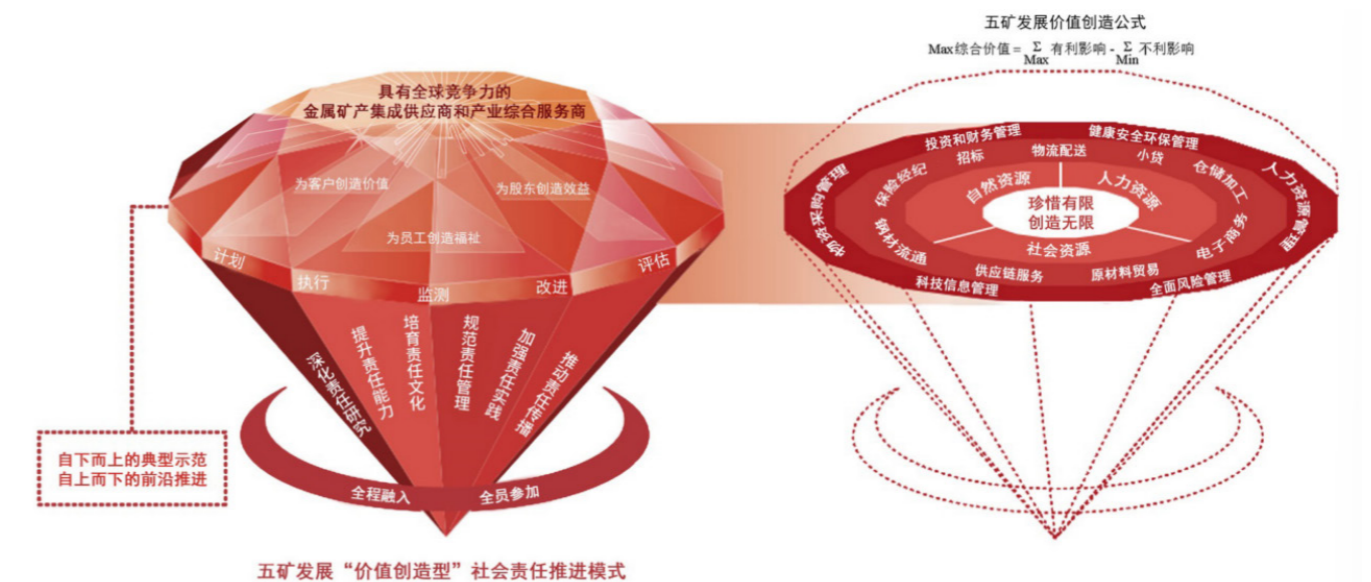 五矿发展价值创造公式
Max综合价值= Σ Max 有利影响 - Σ Min 不利影响
具有全球竞争力的
金属矿产集成供应商和产业综合服务商
为客户创造价值
为股东创造效益
为员工创造福祉
计划
执行
监测
改进
评估
深化责任研究
提升责任能力
培育责任文化
规范责任管理
加强责任实践
推动责任传播
全程融入
全员参加
自下而上的典型示范
自上而下的前沿推进
五矿发展“价值创造型”社会责任推进模式
投资和财务管理
健康安全环保管理
人力资源管理
全面风险管理
科技信息管理
物资采购管理
招标
物流配送
小贷
仓储加工
电子商务
原材料贸易
供应链服务
钢材流通
保险经纪
自然资源
人力资源
社会资源
珍惜有限
创造无限